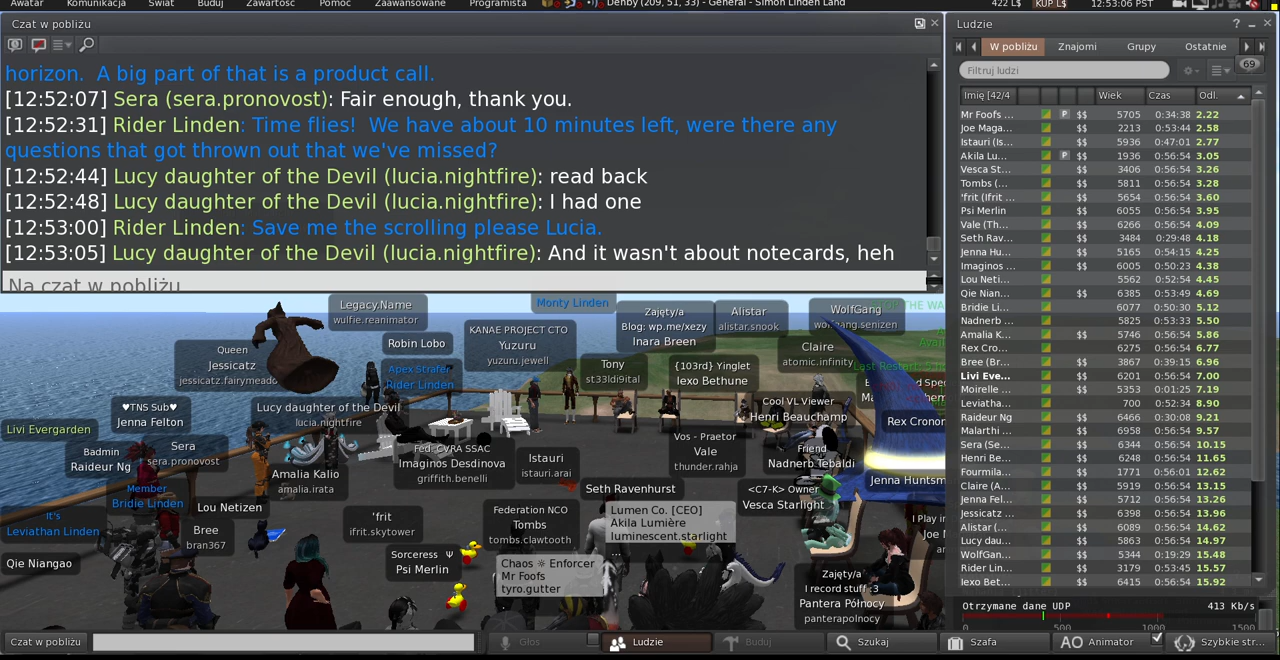 Awatar Komunikacja Świat Buduj Zawartość Pomoc Zaawansowane Programista Denby (209, 51, 33) - General - Simon Linden Land 422 L$ KUP L$ 12:53:06 PST
Czat w pobliżu
horizon. A big part of that is a product call.
[12:52:07] Sera (sera.pronovost): Fair enough, thank you.
[12:52:31] Rider Linden: Time flies! We have about 10 minutes left, were there any
questions that got thrown out that we've missed?
[12:52:44] Lucy daughter of the Devil (lucia.nightfire): read back
[12:52:48] Lucy daughter of the Devil (lucia.nightfire): I had one
[12:53:00] Rider Linden: Save me the scrolling please Lucia.
[12:53:05] Lucy daughter of the Devil (lucia.nightfire): And it wasn't about notecards, heh
Na czat w pobliżu
Legacy.Name
wulfie.reanimator
Monty Linden
Zajęty/a
Blog: wp.me/xezy
Inara Breen
Alistar
alistar.snook
WolfGang
wolfgang.senizen
Queen
Jessicatz
jessicatz.fairymeadow
Robin Lobo
KANAE PROJECT CTO
Yuzuru
yuzuru.jewell
Claire
atomic.infinity
Apex Strafer
Rider Linden
Tony
st33ldi9ital
{103rd} Yinglet
Iexo Bethune
♥TNS Sub♥
Jenna Felton
Lucy daughter of the Devil
lucia.nightfire
Cool VL Viewer
Henri Beauchamp
Rex Cronon
Livi Evergarden
Badmin
Raideur Ng
Sera
sera.pronovost
Fed: CyRA SSAC
Imaginos Desdinova
griffith.benelli
Istauri
istauri.arai
Vos - Praetor
Vale
thunder.rahja
Friend
Nadnerb Tebaldi
Amalia Kalio
amalia.irata
Member
Bridie Linden
Lou Netizen
Seth Ravenhurst
<C7-K> Owner
Vesca Starlight
Jenna Huntsm
It's
Leviathan Linden
Bree
bran367
'frit
ifrit.skytower
Federation NCO
Tombs
tombs.clawtooth
Lumen Co. [CEO]
Akila Lumière
luminescent.starlight
...
I Play in
Joe M
Qie Niangao
Sorceress Ψ
Psi Merlin
Chaos ☼ Enforcer
Mr Foofs
tyro.gutter
Zajęty/a
I record stuff :3
Pantera Północy
panterapolnocy
Ludzie
W pobliżu Znajomi Grupy Ostatnie
Filtruj ludzi 69
Imię [42/4 Wiek Czas Odl.
Mr Foofs ... P $$ 5705 0:34:38 2.22
Joe Maga... $$ 2213 0:53:44 2.58
Istauri (Is... $$ 5936 0:47:01 2.77
Akila Lu... P $$ 1936 0:56:54 3.05
Vesca St... $$ 3406 0:56:54 3.26
Tombs (... $$ 5811 0:56:54 3.28
'frit (Ifrit ... $$ 5654 0:56:54 3.60
Psi Merlin $$ 6055 0:56:54 3.95
Vale (Th... $$ 6266 0:56:54 4.09
Seth Rav... $$ 3484 0:29:48 4.18
Jenna Hu... $$ 5164 0:54:15 4.25
Imaginos ... $$ 6005 0:50:23 4.38
Lou Neti... 5562 0:52:54 4.45
Qie Nian... $$ 6385 0:53:49 4.69
Bridie Li... 6077 0:50:30 5.12
Nadnerb ... 5825 0:53:33 5.50
Amalia K... $$ 5746 0:56:54 5.86
Rex Cro... 6275 0:56:54 6.77
Bree (Br... $$ 3867 0:39:15 6.96
Livi Eve... $$ 6201 0:56:54 7.00
Moirelle ... $$ 5353 0:01:25 7.19
Leviatha... 700 0:52:34 8.90
Raideur Ng $$ 6466 0:30:08 9.21
Malarthi ... $$ 6958 0:56:54 9.57
Sera (Se... $$ 6344 0:56:54 10.15
Henri Be... $$ 6248 0:56:54 11.65
Fourmila... $$ 1771 0:56:01 12.62
Claire (A... $$ 5919 0:56:54 13.15
Jenna Fel... $$ 5712 0:56:54 13.26
Jessicatz ... $$ 6398 0:56:54 13.96
Alistar (... $$ 6089 0:56:54 14.62
Lucy dau... $$ 5863 0:56:54 14.97
WolfGan... $$ 5344 0:19:29 15.48
Rider Lin... $$ 3179 0:53:45 15.57
Iexo Bet... $$ 6415 0:56:54 15.92
Otrzymane dane UDP 413 Kb/s
0 500 1000 1500
Czat w pobliżu Głos Ludzie Buduj Szukaj Szafa AO Animator Szybkie str...